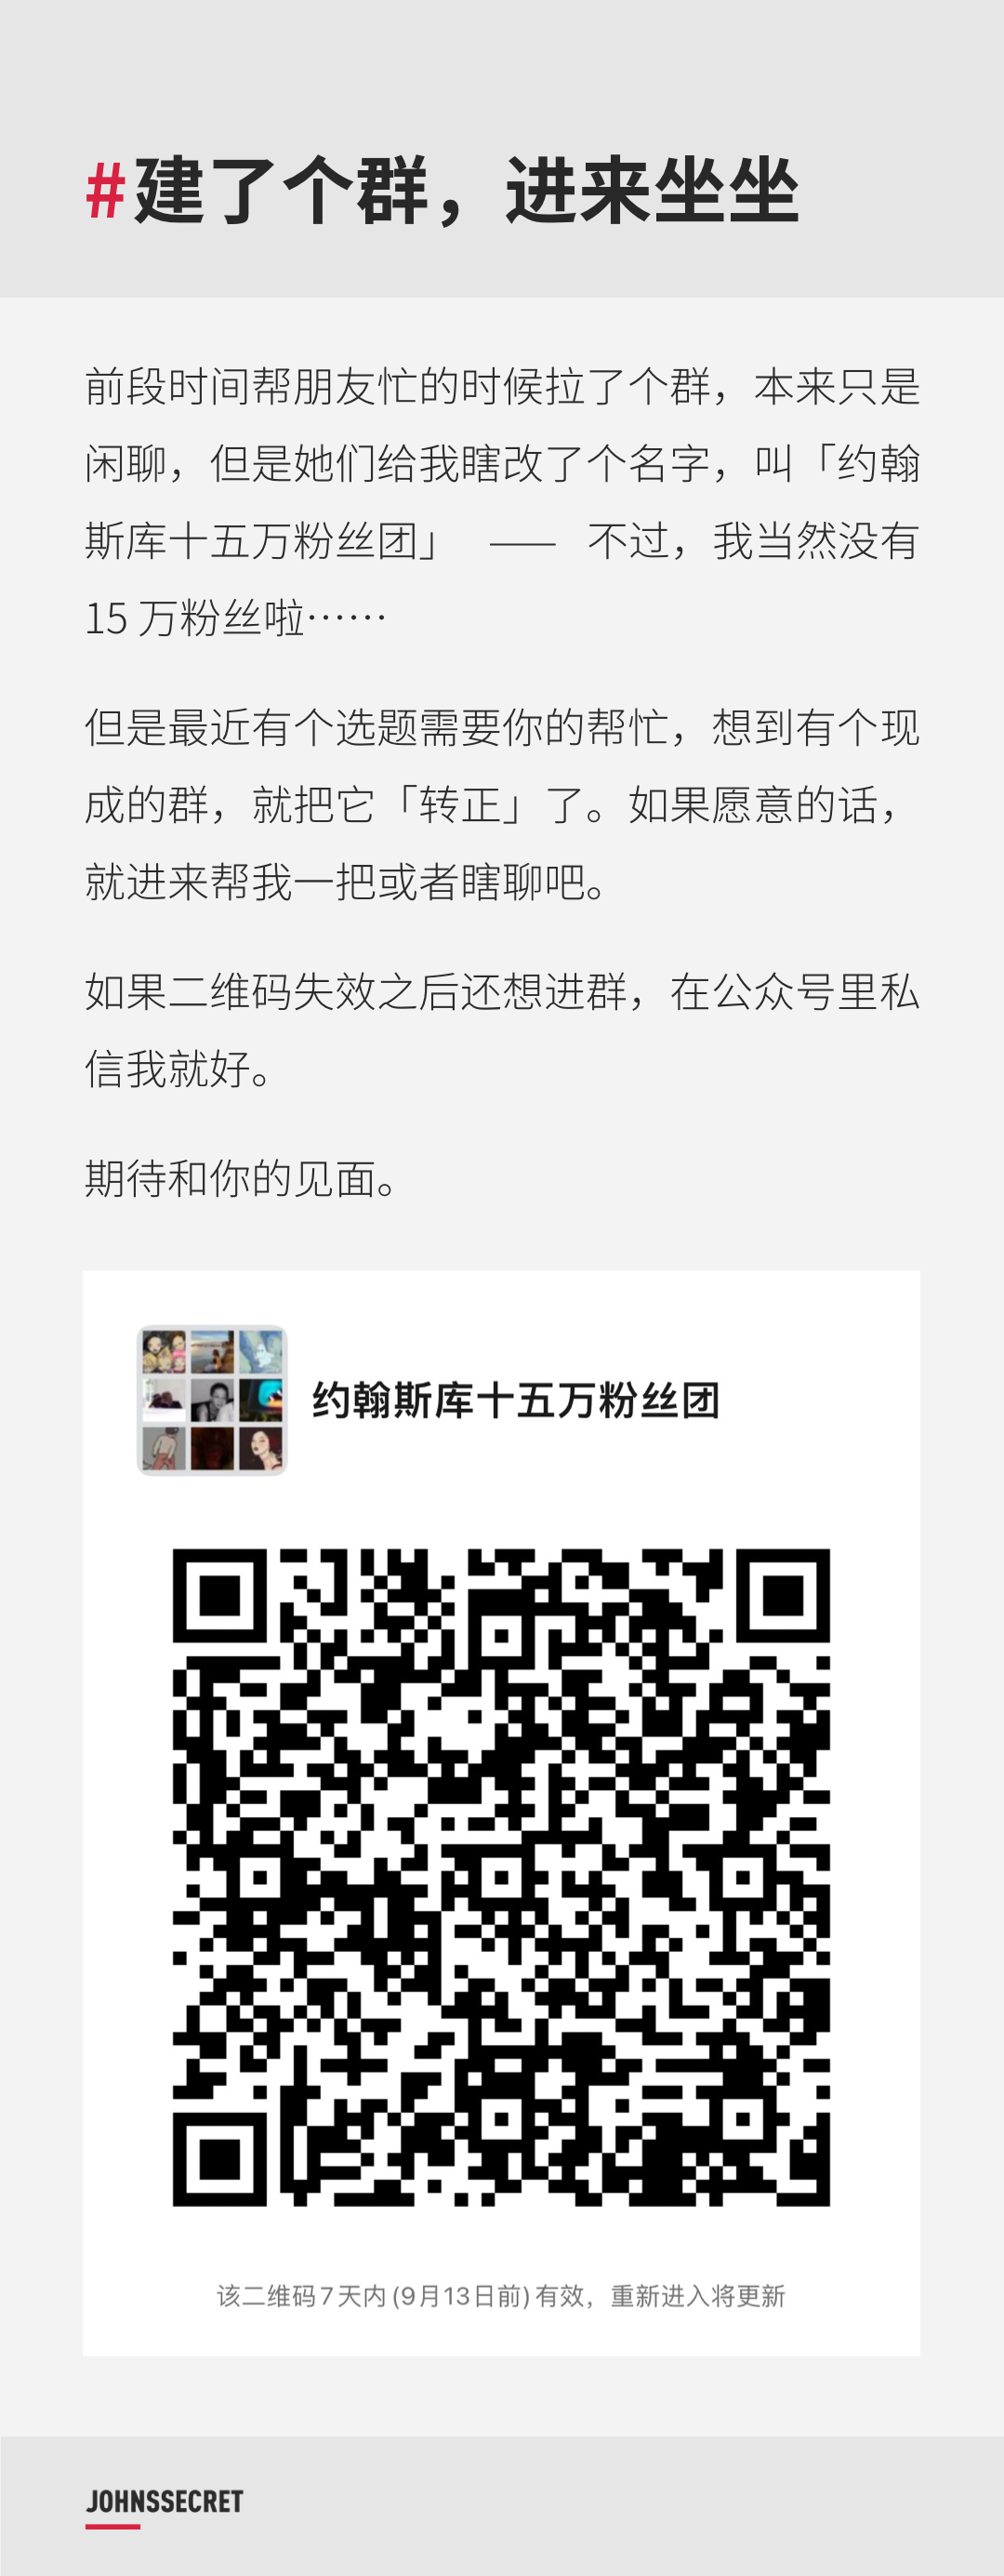 #建了个群，进来坐坐
前段时间帮朋友忙的时候拉了个群，本来只是
闲聊，但是她们给我瞎改了个名字，叫「约翰
斯库十五万粉丝团」 —— 不过，我当然没有
15 万粉丝啦……
但是最近有个选题需要你的帮忙，想到有个现
成的群，就把它「转正」了。如果愿意的话，
就进来帮我一把或者瞎聊吧。
如果二维码失效之后还想进群，在公众号里私
信我就好。
期待和你的见面。
约翰斯库十五万粉丝团
该二维码7天内(9月13日前)有效，重新进入将更新
JOHNSSECRET